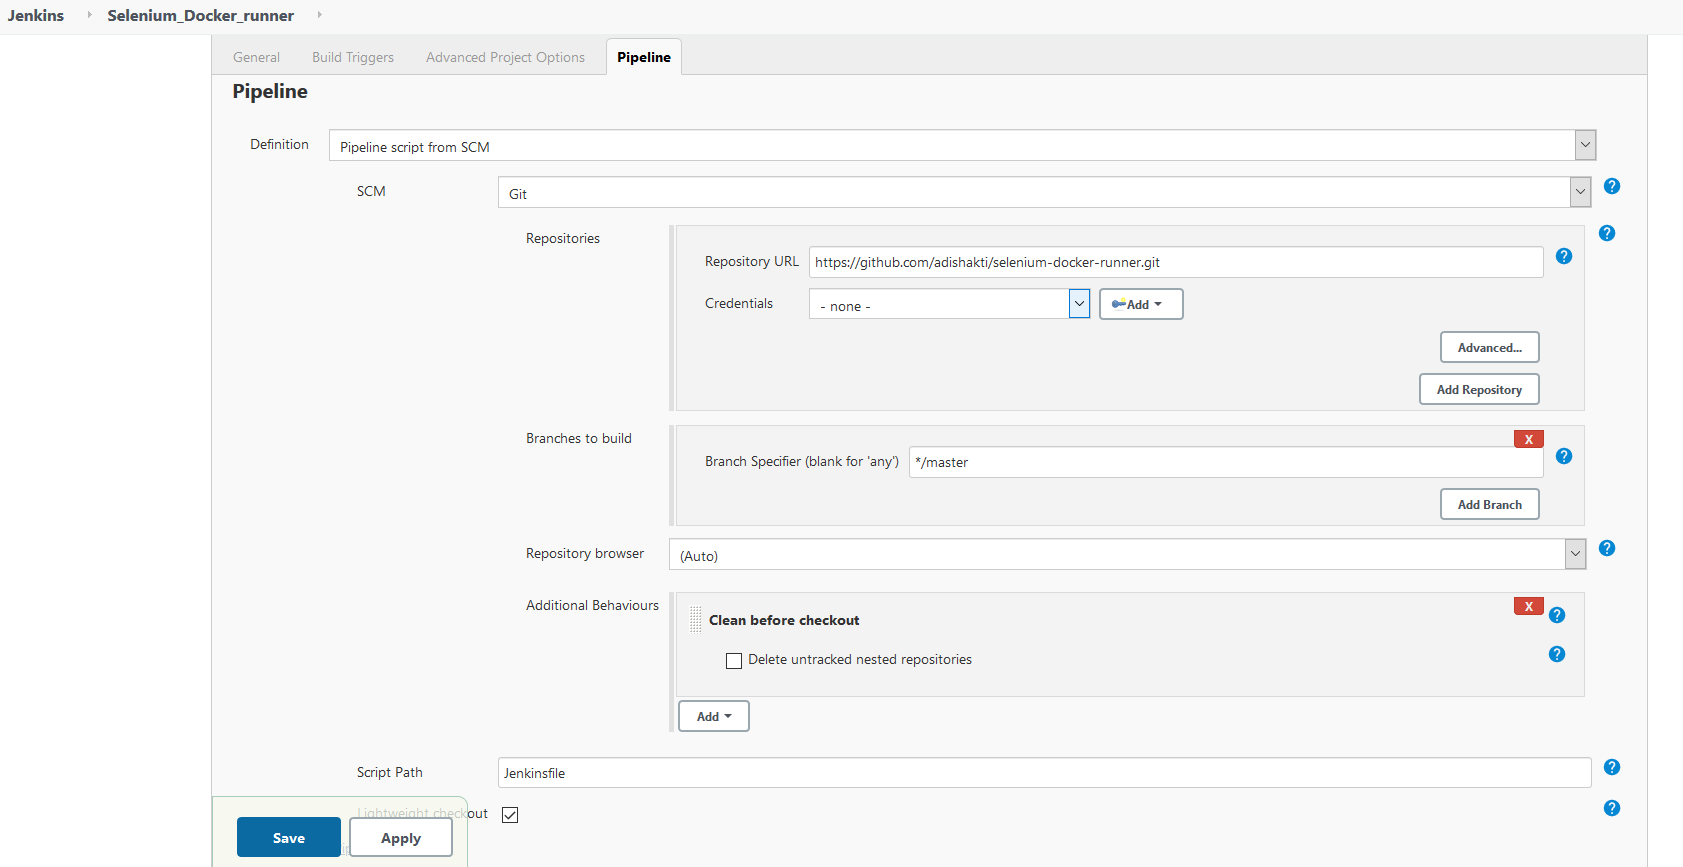 Jenkins Selenium_Docker_runner
General Build Triggers Advanced Project Options Pipeline
Pipeline
Definition Pipeline script from SCM
SCM Git
Repositories
Repository URL https://github.com/adishakti/selenium-docker-runner.git
Credentials - none - Add
Advanced...
Add Repository
Branches to build
X
Branch Specifier (blank for 'any') */master
Add Branch
Repository browser (Auto)
Additional Behaviours
X
Clean before checkout
Delete untracked nested repositories
Add
Script Path Jenkinsfile
Lightweight checkout
Save Apply